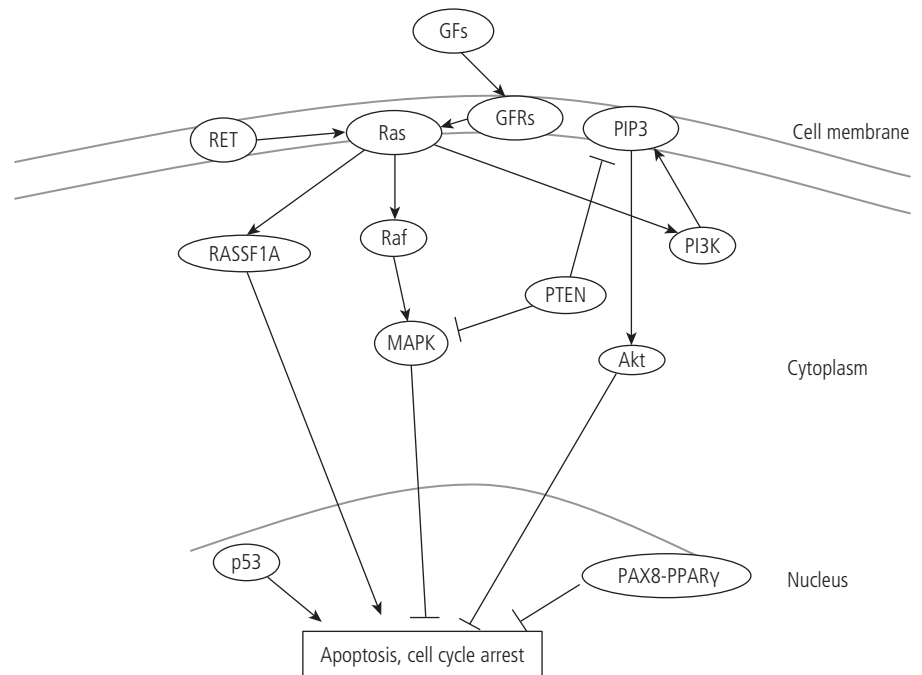 GFs
GFRs
PIP3
Cell membrane
RET
Ras
RASSF1A
Raf
PI3K
PTEN
MAPK
Akt
Cytoplasm
p53
PAX8-PPARγ
Nucleus
Apoptosis, cell cycle arrest